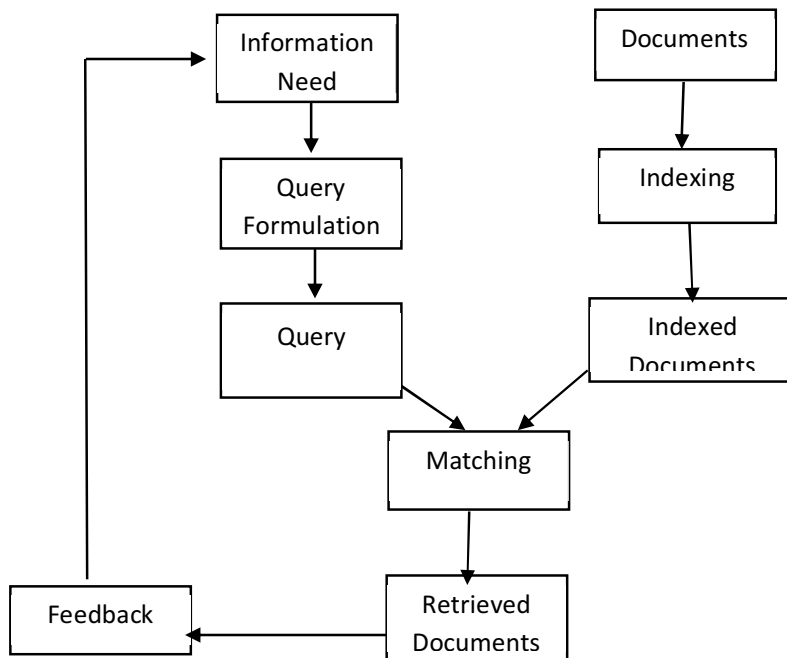 Information
Need
Documents
Query
Formulation
Indexing
Query
Indexed
Documents
Matching
Feedback
Retrieved
Documents